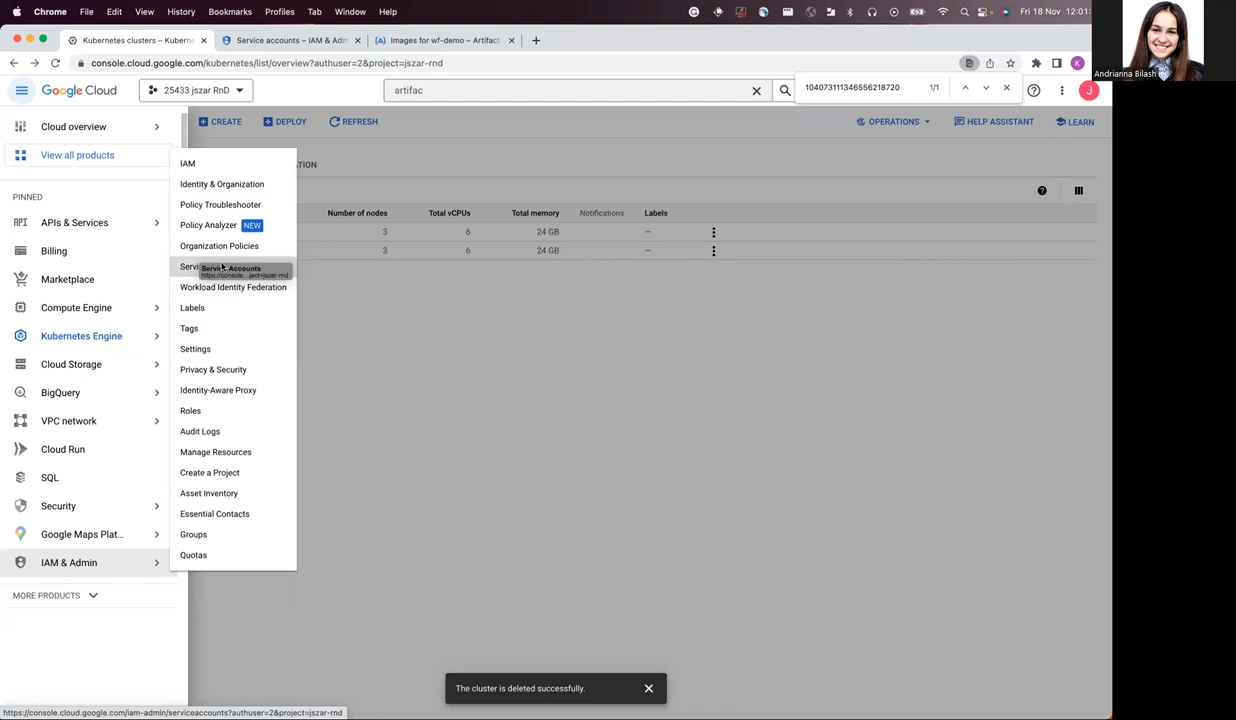 Chrome File Edit View History Bookmarks Profiles Tab Window Help Fri 18 Nov 12:01:
Kubernetes clusters – Kuberne Service accounts – IAM & Adm Images for wf-demo – Artifac
console.cloud.google.com/kubernetes/list/overview?authuser=2&project=jszar-rnd K
Andrianna Bilash
Google Cloud 25433 jszar RnD artifac 104073111346556218720 1/1 J
Cloud overview
View all products
PINNED
APIs & Services
Billing
Marketplace
Compute Engine
Kubernetes Engine
Cloud Storage
BigQuery
VPC network
Cloud Run
SQL
Security
Google Maps Plat...
IAM & Admin
MORE PRODUCTS
IAM
Identity & Organization
Policy Troubleshooter
Policy Analyzer NEW
Organization Policies
Servi
Service Accounts
https://console....ject=jszar-rnd
Workload Identity Federation
Labels
Tags
Settings
Privacy & Security
Identity-Aware Proxy
Roles
Audit Logs
Manage Resources
Create a Project
Asset Inventory
Essential Contacts
Groups
Quotas
CREATE DEPLOY REFRESH OPERATIONS HELP ASSISTANT LEARN
TION
Number of nodes Total vCPUs Total memory Notifications Labels
3 6 24 GB –
3 6 24 GB –
The cluster is deleted successfully.
https://console.cloud.google.com/iam-admin/serviceaccounts?authuser=2&project=jszar-rnd